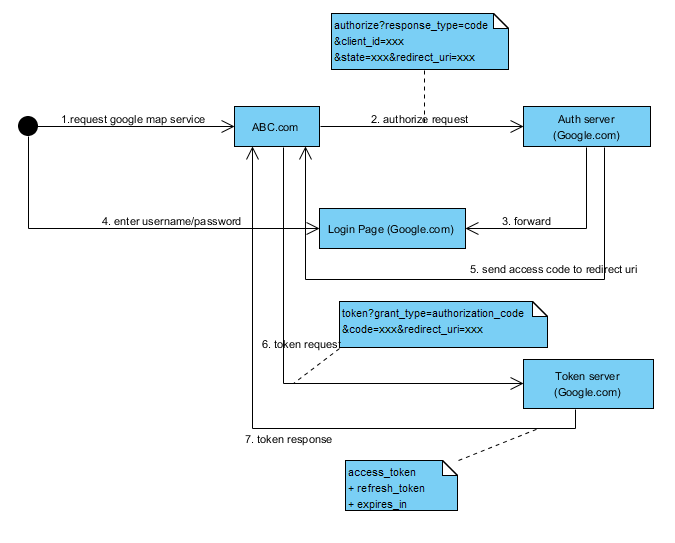 authorize?response_type=code
&client_id=xxx
&state=xxx&redirect_uri=xxx
1.request google map service
ABC.com
2. authorize request
Auth server
(Google.com)
4. enter username/password
Login Page (Google.com)
3. forward
5. send access code to redirect uri
token?grant_type=authorization_code
&code=xxx&redirect_uri=xxx
6. token request
Token server
(Google.com)
7. token response
access_token
+ refresh_token
+ expires_in